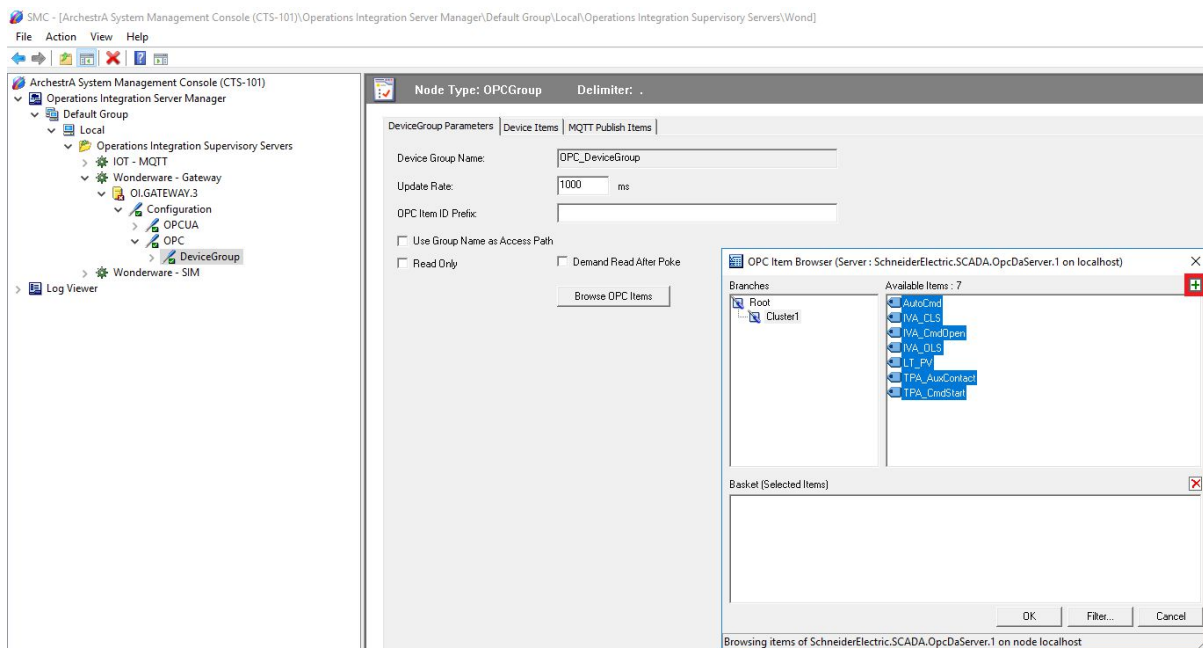 SMC - [ArchestrA System Management Console (CTS-101)\Operations Integration Server Manager\Default Group\Local\Operations Integration Supervisory Servers\Wond]
File Action View Help
ArchestrA System Management Console (CTS-101)
Operations Integration Server Manager
Default Group
Local
Operations Integration Supervisory Servers
IOT - MQTT
Wonderware - Gateway
OI.GATEWAY.3
Configuration
OPCUA
OPC
DeviceGroup
Wonderware - SIM
Log Viewer
Node Type: OPCGroup Delimiter: .
DeviceGroup Parameters Device Items MQTT Publish Items
Device Group Name: OPC_DeviceGroup
Update Rate: 1000 ms
OPC Item ID Prefix:
Use Group Name as Access Path
Read Only Demand Read After Poke
Browse OPC Items
OPC Item Browser (Server : SchneiderElectric.SCADA.OpcDaServer.1 on localhost)
Branches Available Items : 7
Root
Cluster1
AutoCmd
IVA_CLS
IVA_CmdOpen
IVA_OLS
LT_PV
TPA_AuxContact
TPA_CmdStart
Basket (Selected Items)
OK Filter... Cancel
Browsing items of SchneiderElectric.SCADA.OpcDaServer.1 on node localhost